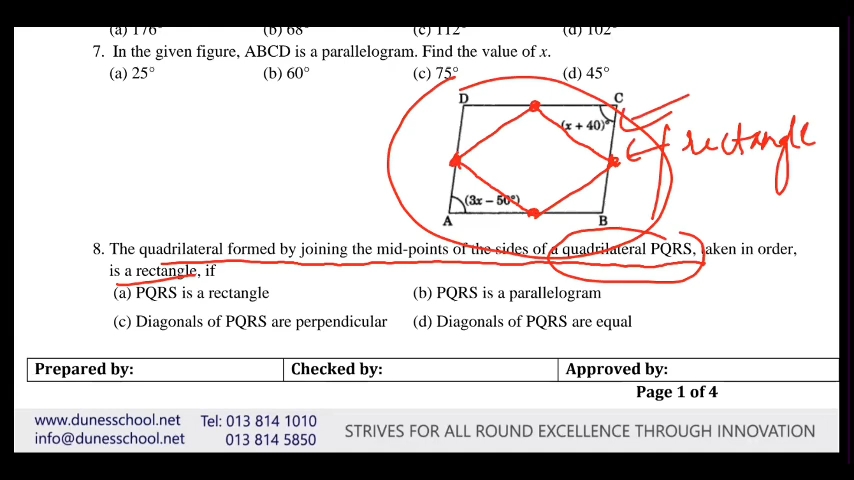 (a) 176° (b) 68° (c) 112° (d) 102°
7. In the given figure, ABCD is a parallelogram. Find the value of x.
(a) 25° (b) 60° (c) 75° (d) 45°
D C
(x + 40)°
rectangle
(3x – 50°)
A B
8. The quadrilateral formed by joining the mid-points of the sides of a quadrilateral PQRS, taken in order,
is a rectangle, if
(a) PQRS is a rectangle (b) PQRS is a parallelogram
(c) Diagonals of PQRS are perpendicular (d) Diagonals of PQRS are equal
Prepared by: Checked by: Approved by:
Page 1 of 4
www.dunesschool.net Tel: 013 814 1010
info@dunesschool.net 013 814 5850
STRIVES FOR ALL ROUND EXCELLENCE THROUGH INNOVATION